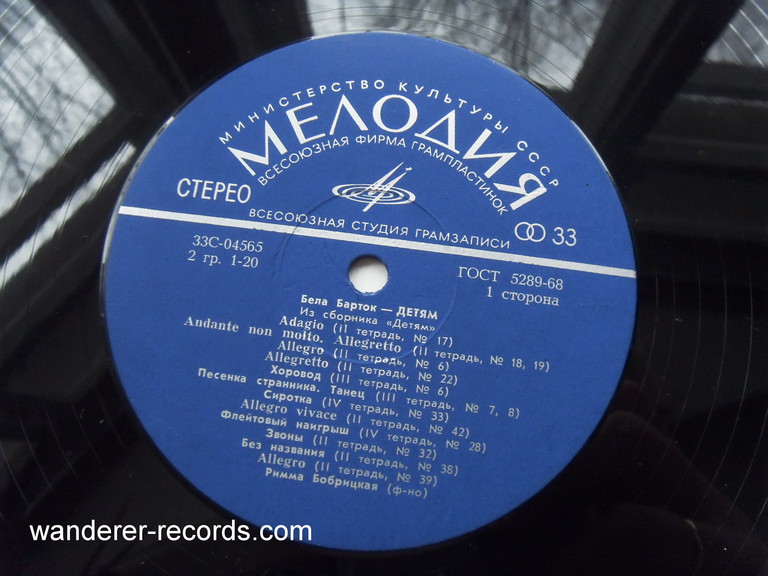 МИНИСТЕРСТВО КУЛЬТУРЫ СССР
МЕЛОДИЯ
ВСЕСОЮЗНАЯ ФИРМА ГРАМПЛАСТИНОК
СТЕРЕО
33
ВСЕСОЮЗНАЯ СТУДИЯ ГРАМЗАПИСИ
33С-04565
2 гр. 1-20
ГОСТ 5289-68
1 сторона
Бела Барток — ДЕТЯМ
Из сборника «Детям»
Adagio (II тетрадь, № 17)
Andante non molto. Allegretto (II тетрадь, № 18, 19)
Allegro (II тетрадь, № 6)
Allegretto (II тетрадь, № 22)
Хоровод (III тетрадь, № 6)
Песенка странника. Танец (III тетрадь, № 7, 8)
Сиротка (IV тетрадь, № 33)
Allegro vivace (II тетрадь, № 42)
Флейтовый наигрыш (IV тетрадь, № 28)
Звоны (II тетрадь, № 32)
Без названия (II тетрадь, № 38)
Allegro (II тетрадь, № 39)
Римма Бобрицкая (ф-но)
wanderer-records.com